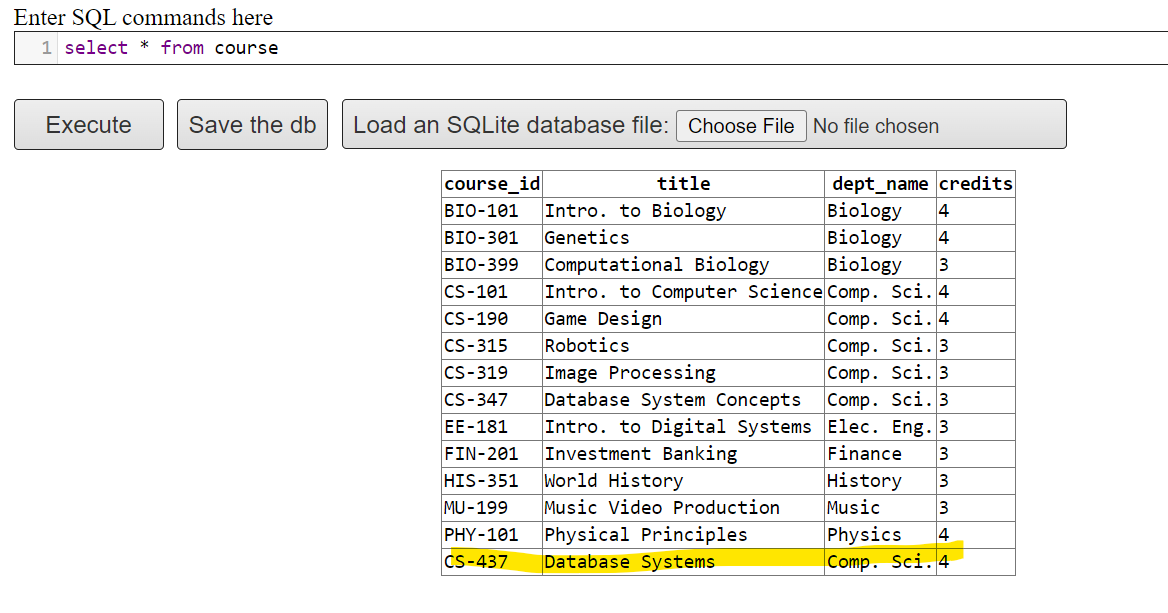 Enter SQL commands here
1 select * from course
Execute Save the db Load an SQLite database file: Choose File No file chosen
course_id title dept_name credits
BIO-101 Intro. to Biology Biology 4
BIO-301 Genetics Biology 4
BIO-399 Computational Biology Biology 3
CS-101 Intro. to Computer Science Comp. Sci. 4
CS-190 Game Design Comp. Sci. 4
CS-315 Robotics Comp. Sci. 3
CS-319 Image Processing Comp. Sci. 3
CS-347 Database System Concepts Comp. Sci. 3
EE-181 Intro. to Digital Systems Elec. Eng. 3
FIN-201 Investment Banking Finance 3
HIS-351 World History History 3
MU-199 Music Video Production Music 3
PHY-101 Physical Principles Physics 4
CS-437 Database Systems Comp. Sci. 4